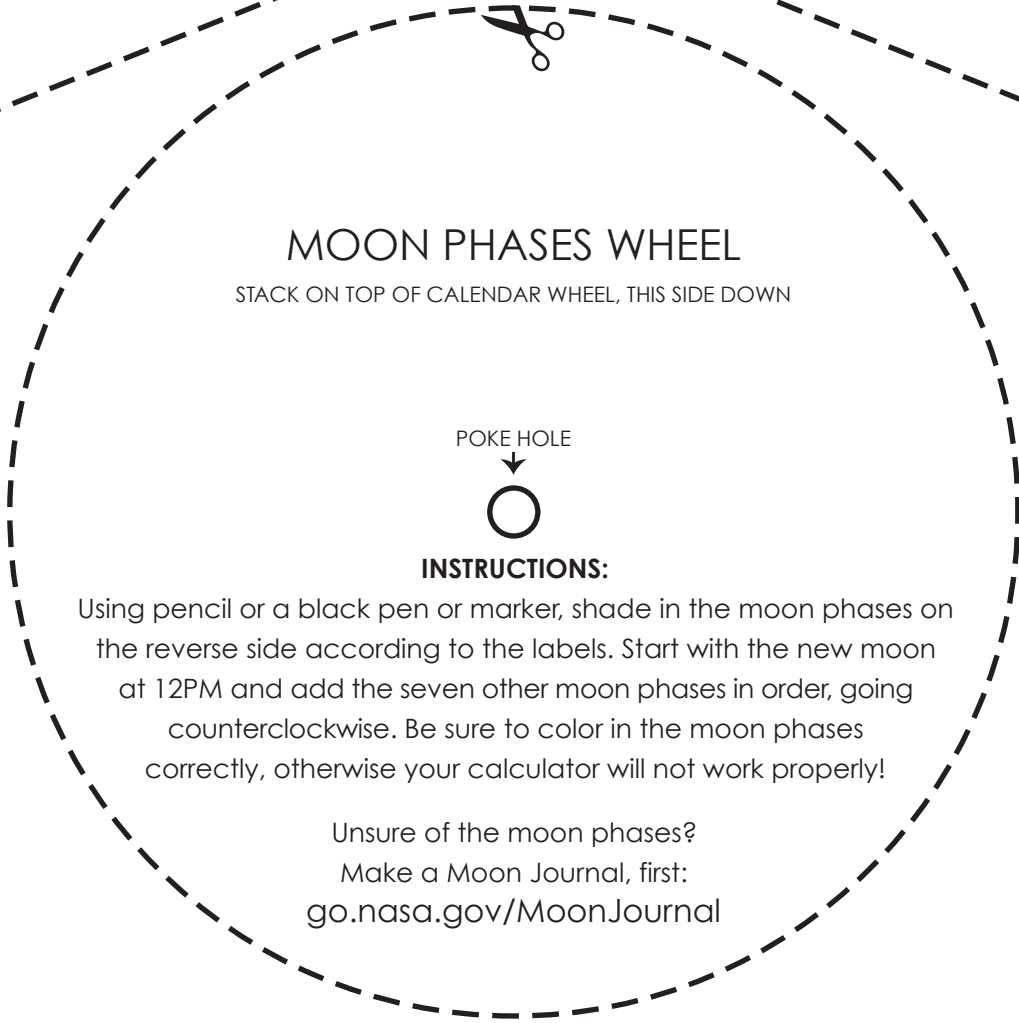 MOON PHASES WHEEL
STACK ON TOP OF CALENDAR WHEEL, THIS SIDE DOWN
POKE HOLE
INSTRUCTIONS:
Using pencil or a black pen or marker, shade in the moon phases on
the reverse side according to the labels. Start with the new moon
at 12PM and add the seven other moon phases in order, going
counterclockwise. Be sure to color in the moon phases
correctly, otherwise your calculator will not work properly!
Unsure of the moon phases?
Make a Moon Journal, first:
go.nasa.gov/MoonJournal